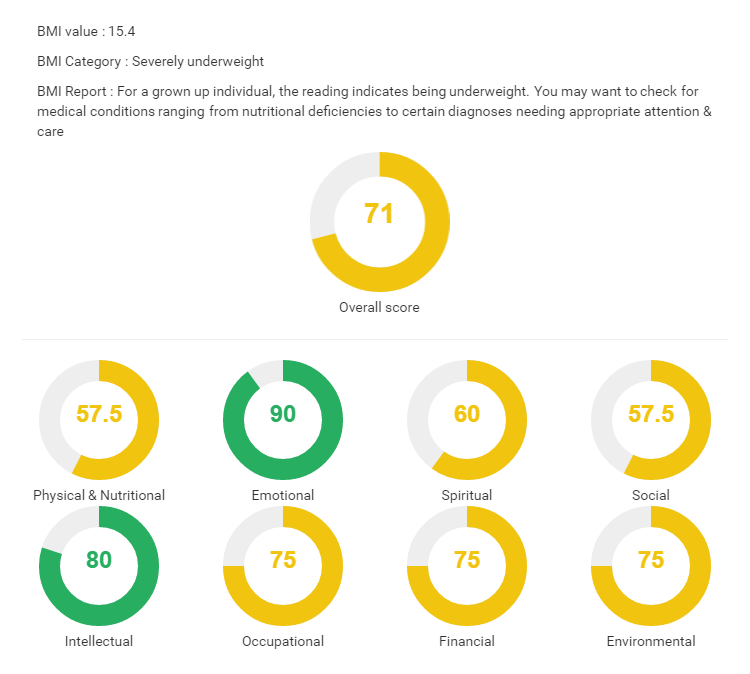 BMI value : 15.4
BMI Category : Severely underweight
BMI Report : For a grown up individual, the reading indicates being underweight. You may want to check for
medical conditions ranging from nutritional deficiencies to certain diagnoses needing appropriate attention &
care
71
Overall score
57.5
90
60
57.5
Physical & Nutritional
Emotional
Spiritual
Social
80
75
75
75
Intellectual
Occupational
Financial
Environmental